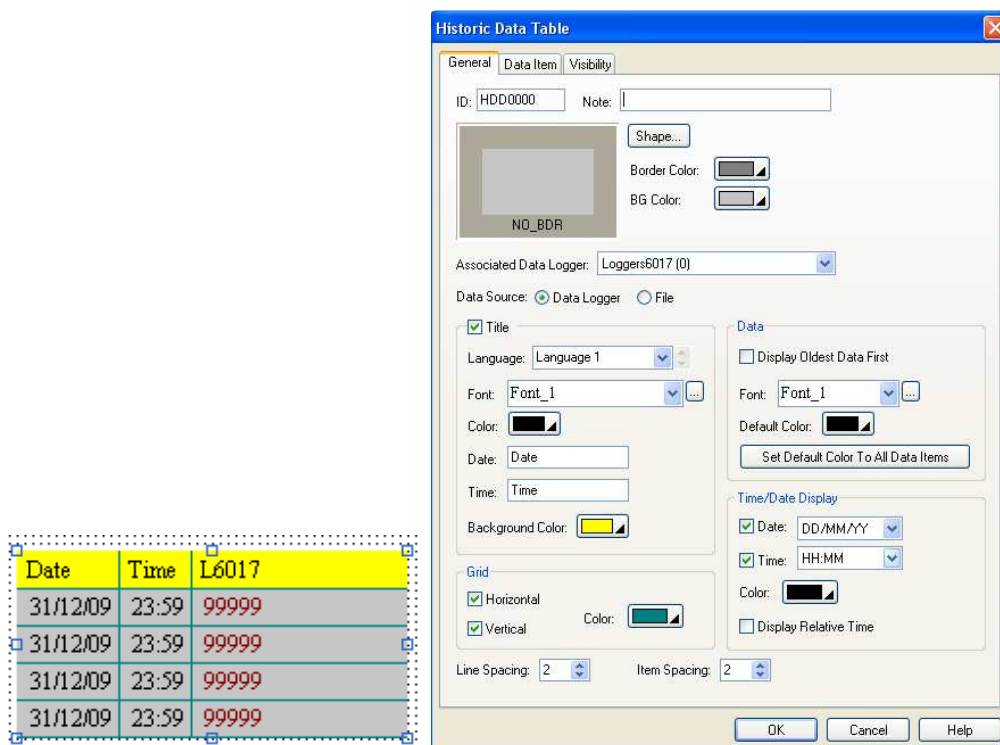 Date Time L6017
31/12/09 23:59 99999
31/12/09 23:59 99999
31/12/09 23:59 99999
31/12/09 23:59 99999
Historic Data Table
General Data Item Visibility
ID: HDD0000 Note:
Shape...
Border Color:
BG Color:
NO_BDR
Associated Data Logger: Loggers6017 (0)
Data Source: Data Logger File
Title
Language: Language 1
Font: Font_1 ...
Color:
Date: Date
Time: Time
Background Color:
Grid
Horizontal
Vertical
Color:
Data
Display Oldest Data First
Font: Font_1 ...
Default Color:
Set Default Color To All Data Items
Time/Date Display
Date: DD/MM/YY
Time: HH:MM
Color:
Display Relative Time
Line Spacing: 2 Item Spacing: 2
OK Cancel Help